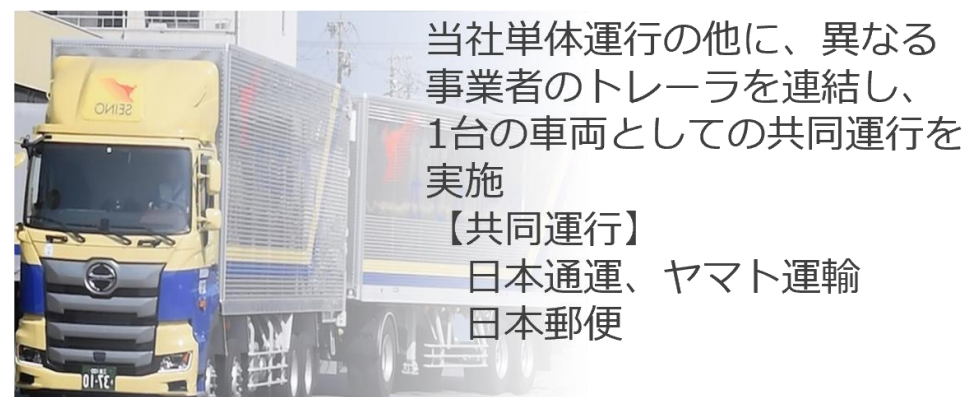 当社単体運行の他に、異なる
事業者のトレーラを連結し、
1台の車両としての共同運行を
実施
【共同運行】
日本通運、ヤマト運輸
日本郵便
SEINO
37-10